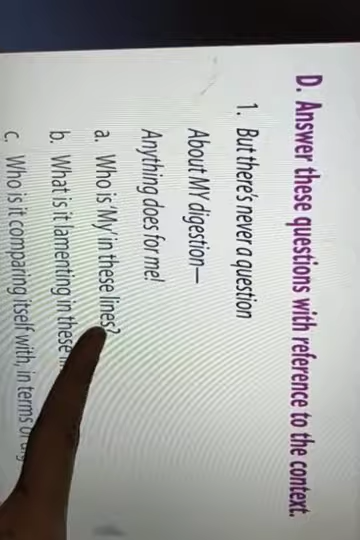 D. Answer these questions with reference to the context.
1. But there's never a question
About MY digestion—
Anything does for me!
a. Who is 'My' in these lines?
b. What is it lamenting in these
c. Who is it comparing itself with, in terms